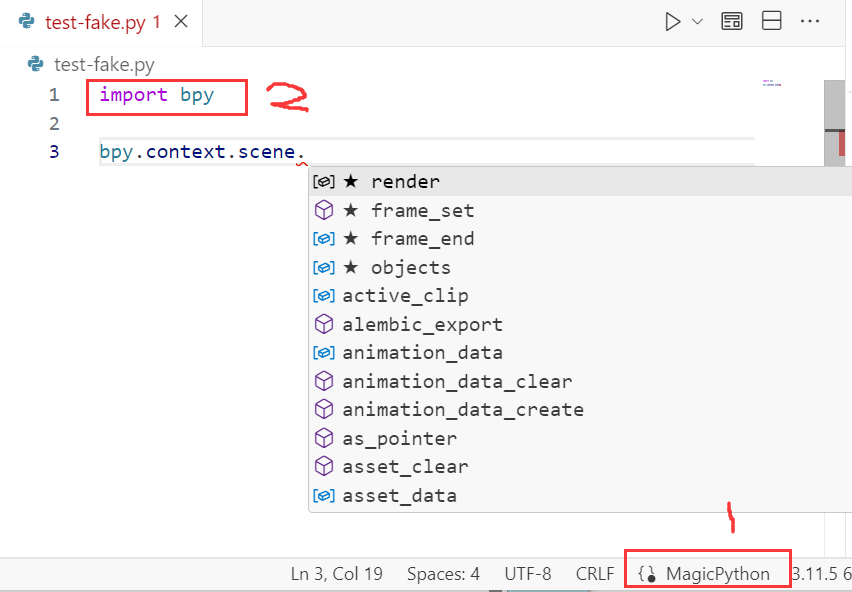 test-fake.py 1
test-fake.py
1 import bpy
2
2
3 bpy.context.scene.
★ render
★ frame_set
★ frame_end
★ objects
active_clip
alembic_export
animation_data
animation_data_clear
animation_data_create
as_pointer
asset_clear
asset_data
1
Ln 3, Col 19 Spaces: 4 UTF-8 CRLF MagicPython 3.11.5 6